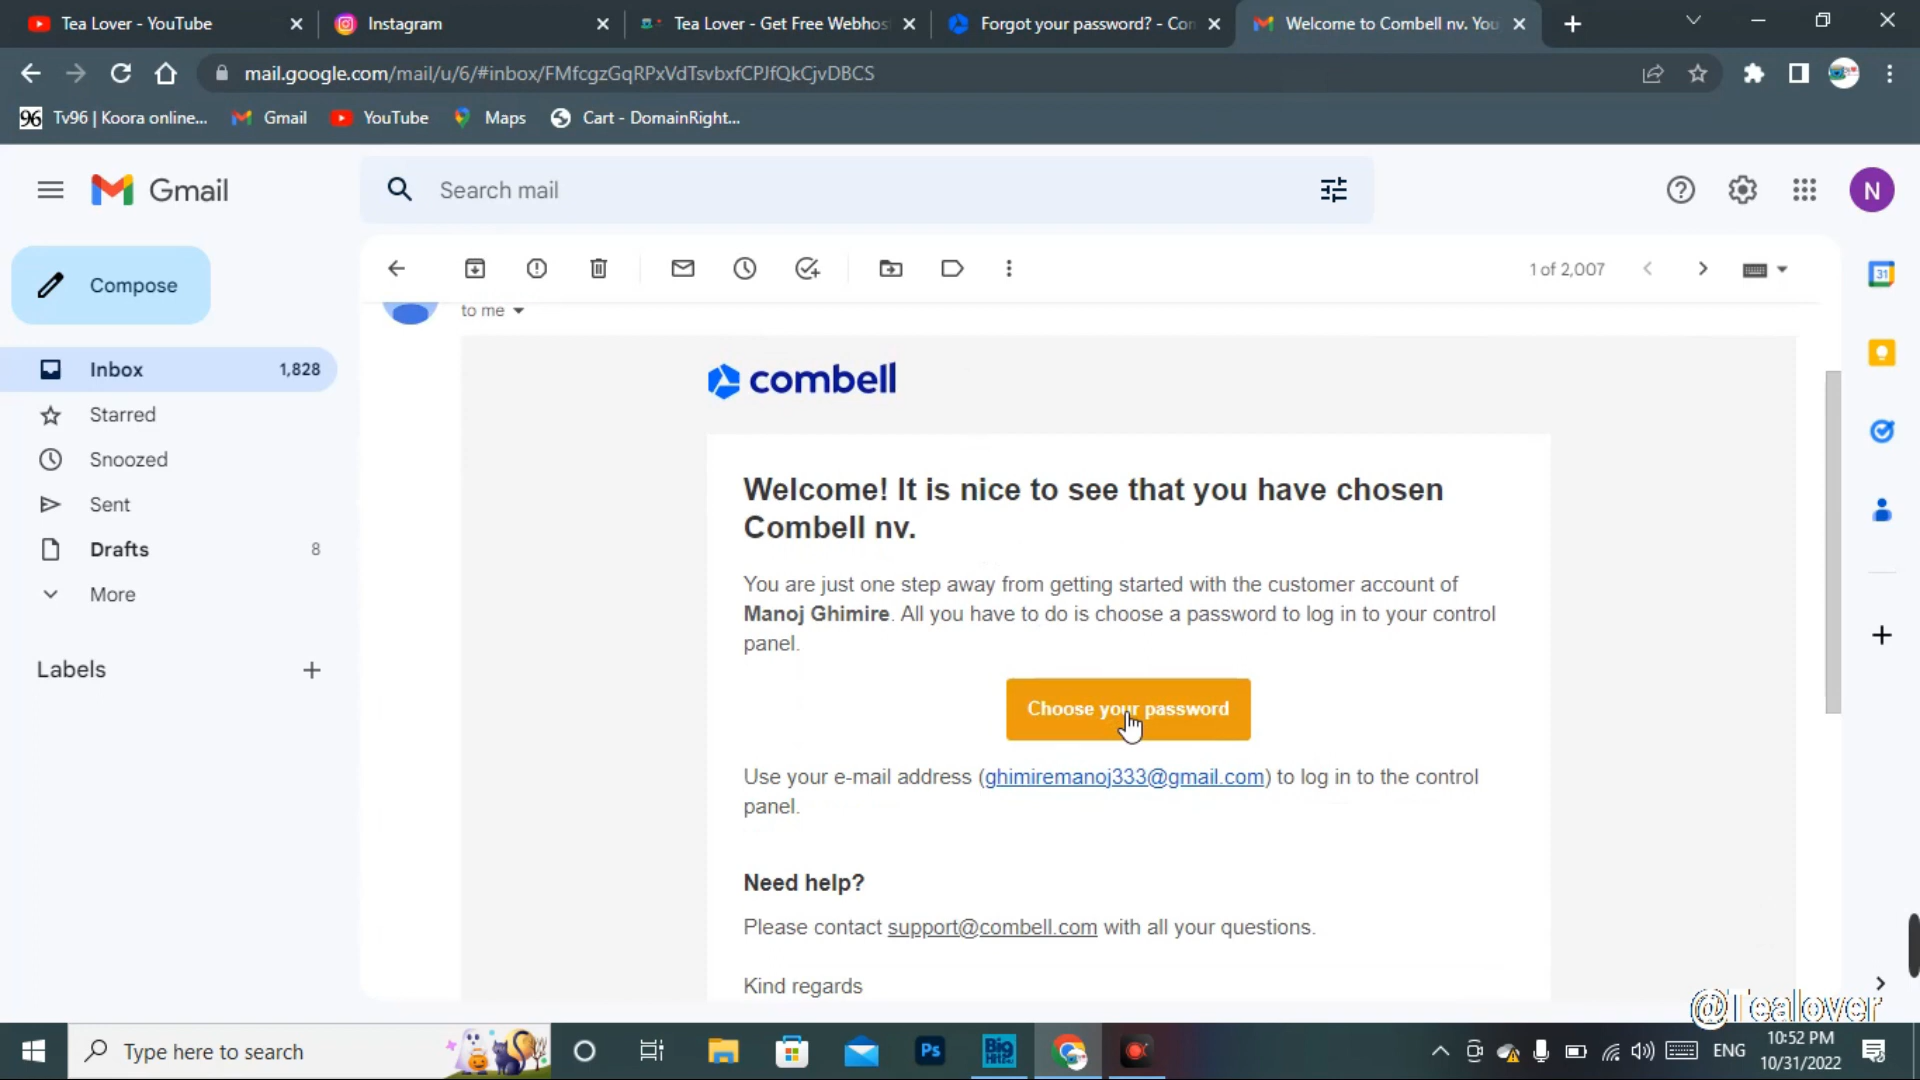 Tea Lover - YouTube
Instagram
Tea Lover - Get Free Webhos
Forgot your password? - Con
Welcome to Combell nv. You
mail.google.com/mail/u/6/#inbox/FMfcgzGqRPxVdTsvbxfCPJfQkCjvDBCS
96 Tv96 | Koora online...
Gmail
YouTube
Maps
Cart - DomainRight...
Gmail
Search mail
N
Compose
1 of 2,007
31
to me
Inbox 1,828
Starred
Snoozed
Sent
Drafts 8
More
Labels
combell
Welcome! It is nice to see that you have chosen
Combell nv.
You are just one step away from getting started with the customer account of
Manoj Ghimire. All you have to do is choose a password to log in to your control
panel.
Choose your password
Use your e-mail address (ghimiremanoj333@gmail.com) to log in to the control
panel.
Need help?
Please contact support@combell.com with all your questions.
Kind regards
@Tealover
Type here to search
Ps
Big
ENG
10:52 PM
10/31/2022